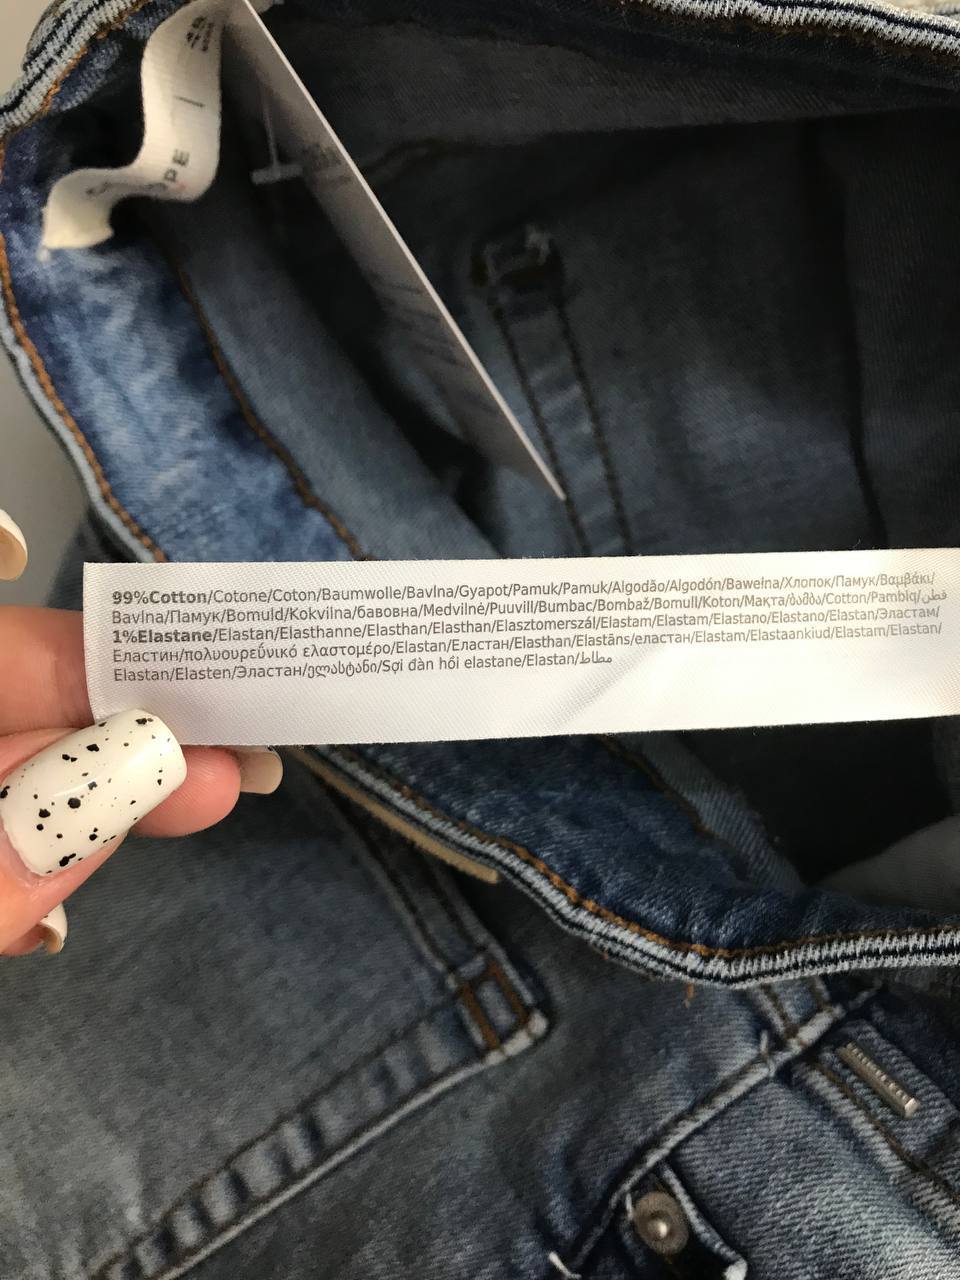 99%Cotton/Cotone/Coton/Baumwolle/Bavlna/Gyapot/Pamuk/Pamuk/Algodão/Algodón/Bawełna/Хлопок/Памук/Βαμβάκι/
Bavlna/Памук/Bomuld/Kokvilna/бавовна/Medvilnė/Puuvill/Bumbac/Bombaž/Bomull/Koton/Мақта/ბამბა/Cotton/Pambiq/قطن
1%Elastane/Elastan/Elasthanne/Elasthan/Elasthan/Elasztomerszál/Elastam/Elastam/Elastano/Elastano/Elastan/Эластам/
Еластин/πολυουρεΰνικό ελαστομέρο/Elastan/Еластан/Elasthan/Elastāns/еластан/Elastam/Elastaankiud/Elastam/Elastan/
Elastan/Elasten/Эластан/ელასტანი/Sợi đàn hồi elastane/Elastan/مطاط